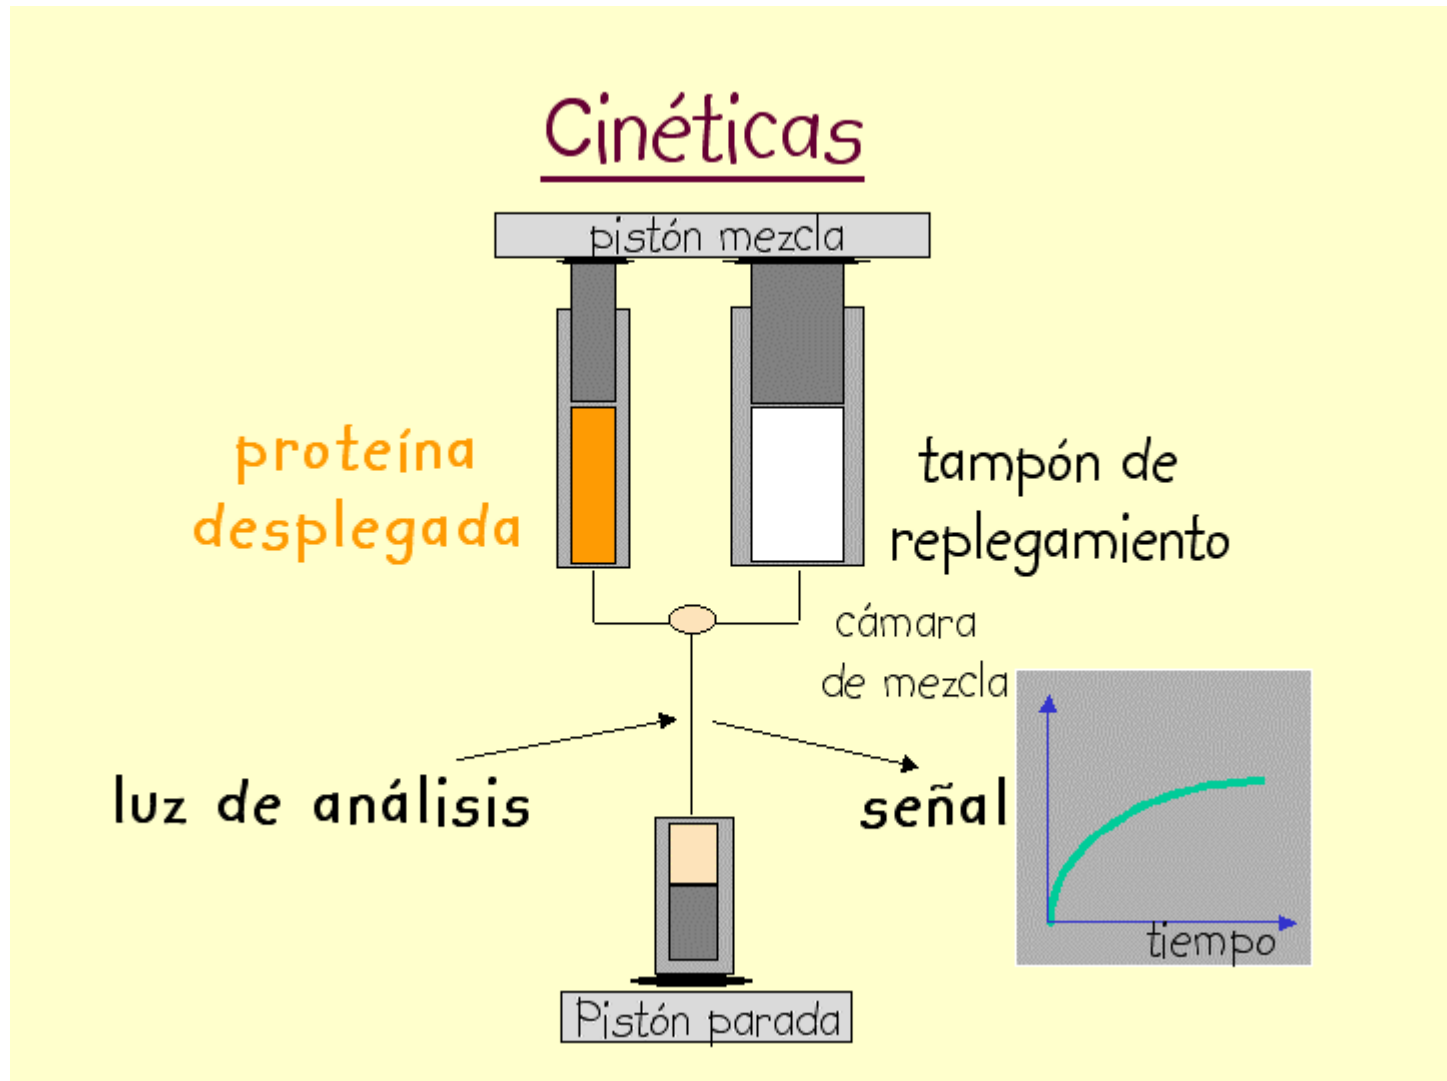 Cinéticas
pistón mezcla
proteína
desplegada
tampón de
replegamiento
cámara
de mezcla
luz de análisis
señal
tiempo
Pistón parada